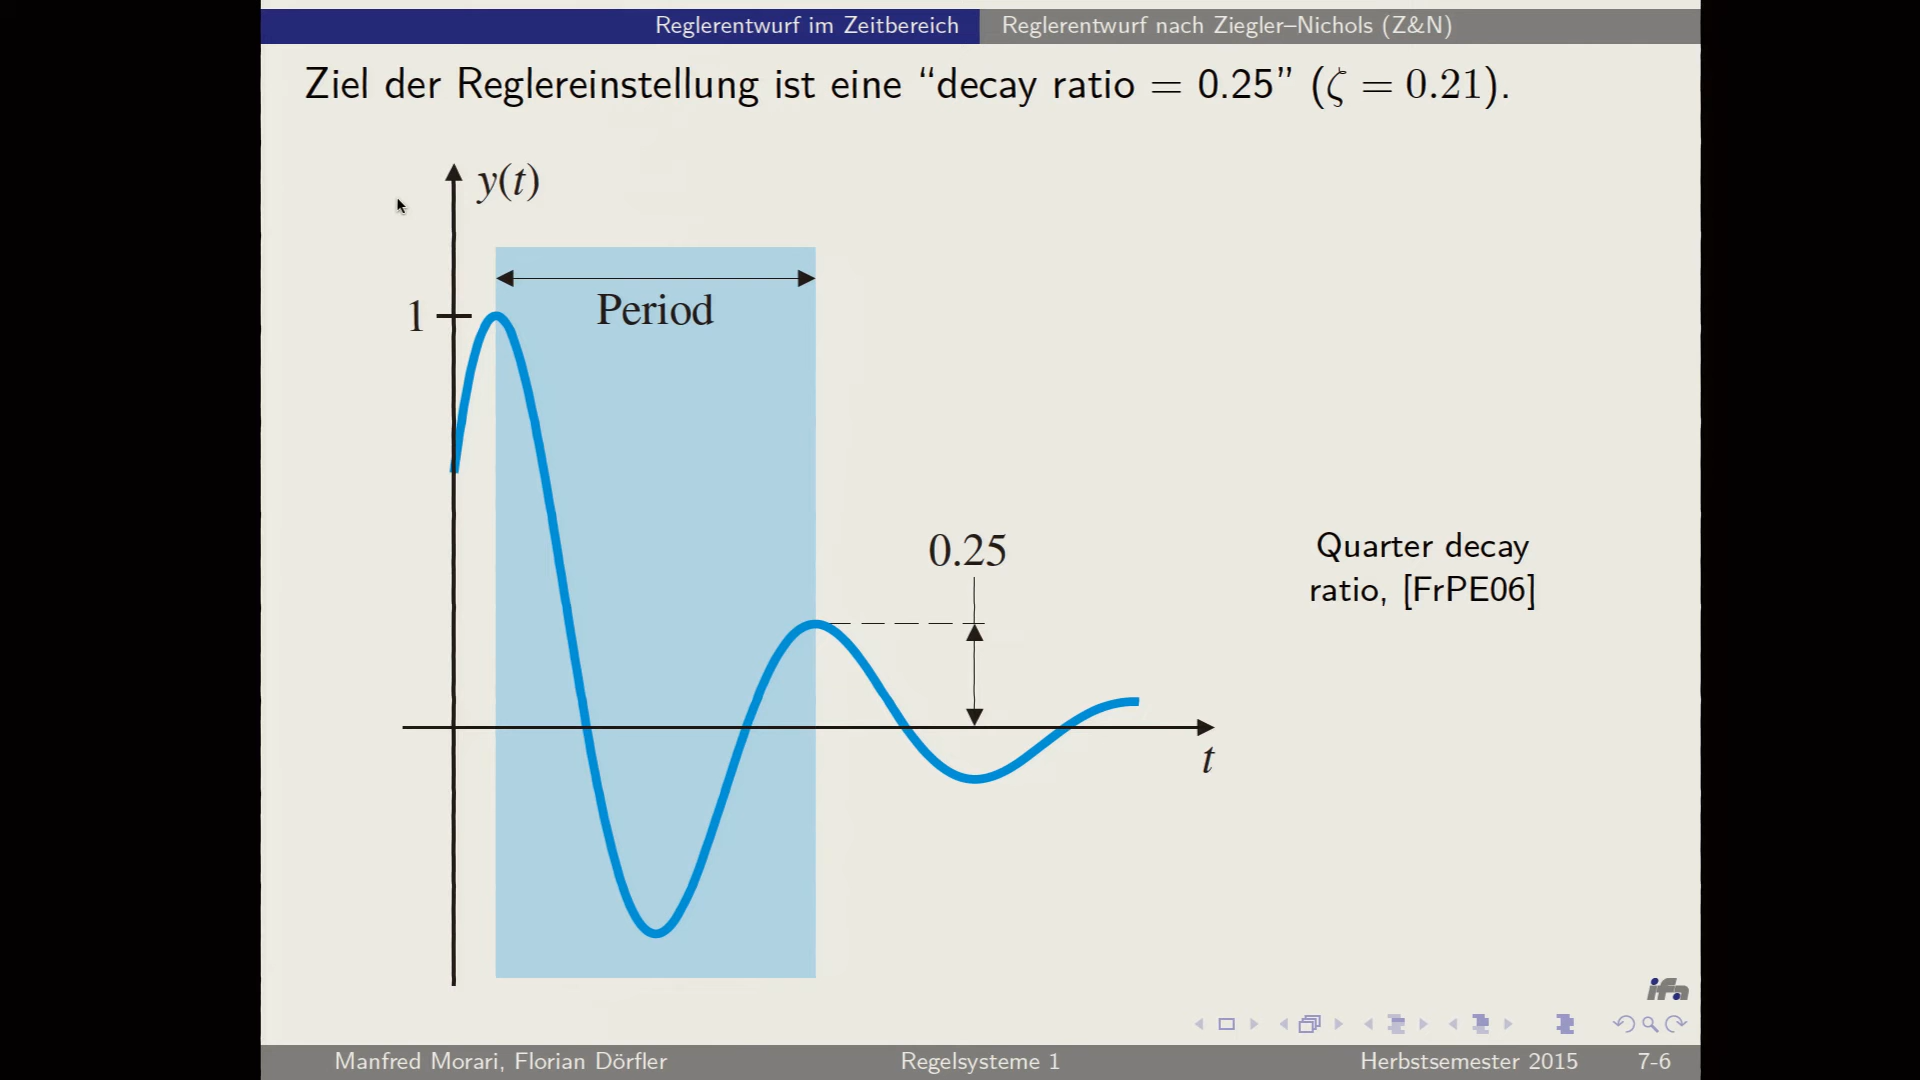 Reglerentwurf im Zeitbereich Reglerentwurf nach Ziegler–Nichols (Z&N)
Ziel der Reglereinstellung ist eine “decay ratio = 0.25” (ζ = 0.21).
y(t)
1
Period
0.25
Quarter decay
ratio, [FrPE06]
t
ifa
Manfred Morari, Florian Dörfler Regelsysteme 1 Herbstsemester 2015 7-6